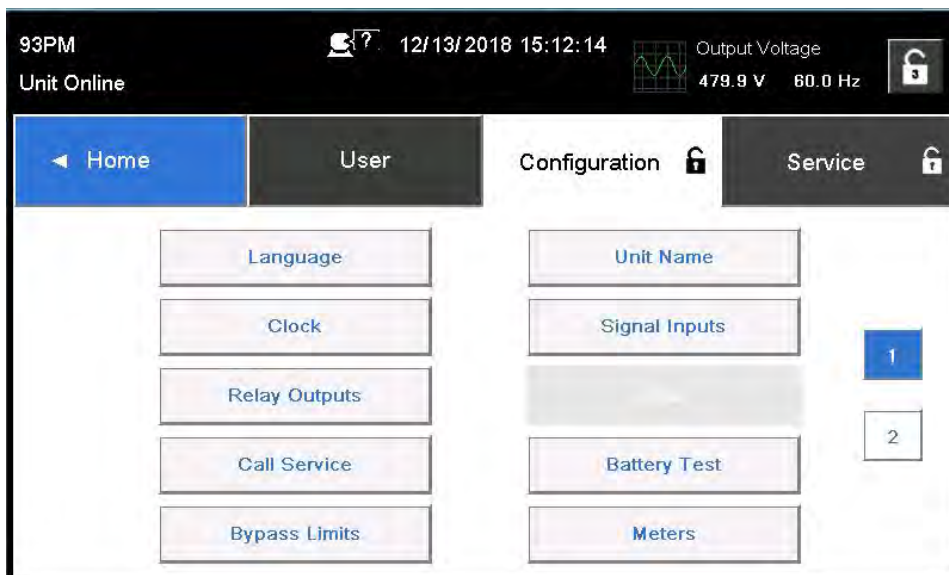 93PM
? 12/13/2018 15:12:14
Output Voltage
Unit Online
479.9 V 60.0 Hz
3
◄ Home
User
Configuration
Service
Language
Unit Name
Clock
Signal Inputs
1
Relay Outputs
2
Call Service
Battery Test
Bypass Limits
Meters